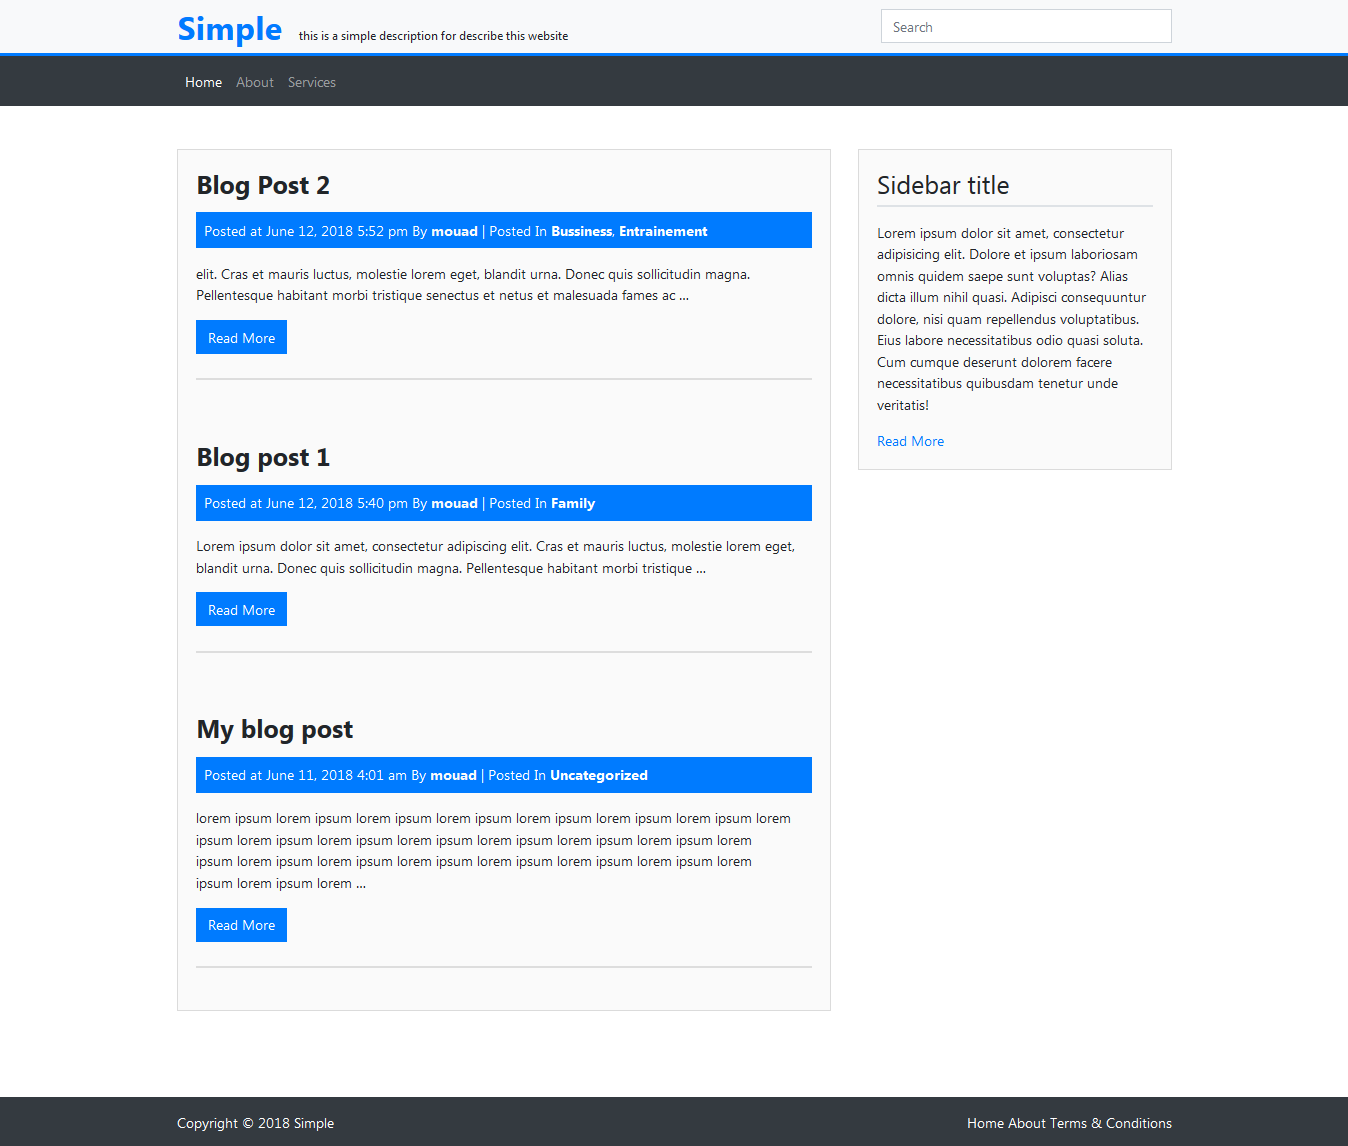 Simple
this is a simple description for describe this website
Search
Home About Services
Blog Post 2
Posted at June 12, 2018 5:52 pm By mouad | Posted In Bussiness, Entrainement
elit. Cras et mauris luctus, molestie lorem eget, blandit urna. Donec quis sollicitudin magna.
Pellentesque habitant morbi tristique senectus et netus et malesuada fames ac ...
Read More
Blog post 1
Posted at June 12, 2018 5:40 pm By mouad | Posted In Family
Lorem ipsum dolor sit amet, consectetur adipiscing elit. Cras et mauris luctus, molestie lorem eget,
blandit urna. Donec quis sollicitudin magna. Pellentesque habitant morbi tristique ...
Read More
My blog post
Posted at June 11, 2018 4:01 am By mouad | Posted In Uncategorized
lorem ipsum lorem ipsum lorem ipsum lorem ipsum lorem ipsum lorem ipsum lorem ipsum lorem
ipsum lorem ipsum lorem ipsum lorem ipsum lorem ipsum lorem ipsum lorem ipsum lorem
ipsum lorem ipsum lorem ipsum lorem ipsum lorem ipsum lorem ipsum lorem ipsum lorem
ipsum lorem ipsum lorem ...
Read More
Sidebar title
Lorem ipsum dolor sit amet, consectetur
adipisicing elit. Dolore et ipsum laboriosam
omnis quidem saepe sunt voluptas? Alias
dicta illum nihil quasi. Adipisci consequuntur
dolore, nisi quam repellendus voluptatibus.
Eius labore necessitatibus odio quasi soluta.
Cum cumque deserunt dolorem facere
necessitatibus quibusdam tenetur unde
veritatis!
Read More
Copyright © 2018 Simple
Home About Terms & Conditions